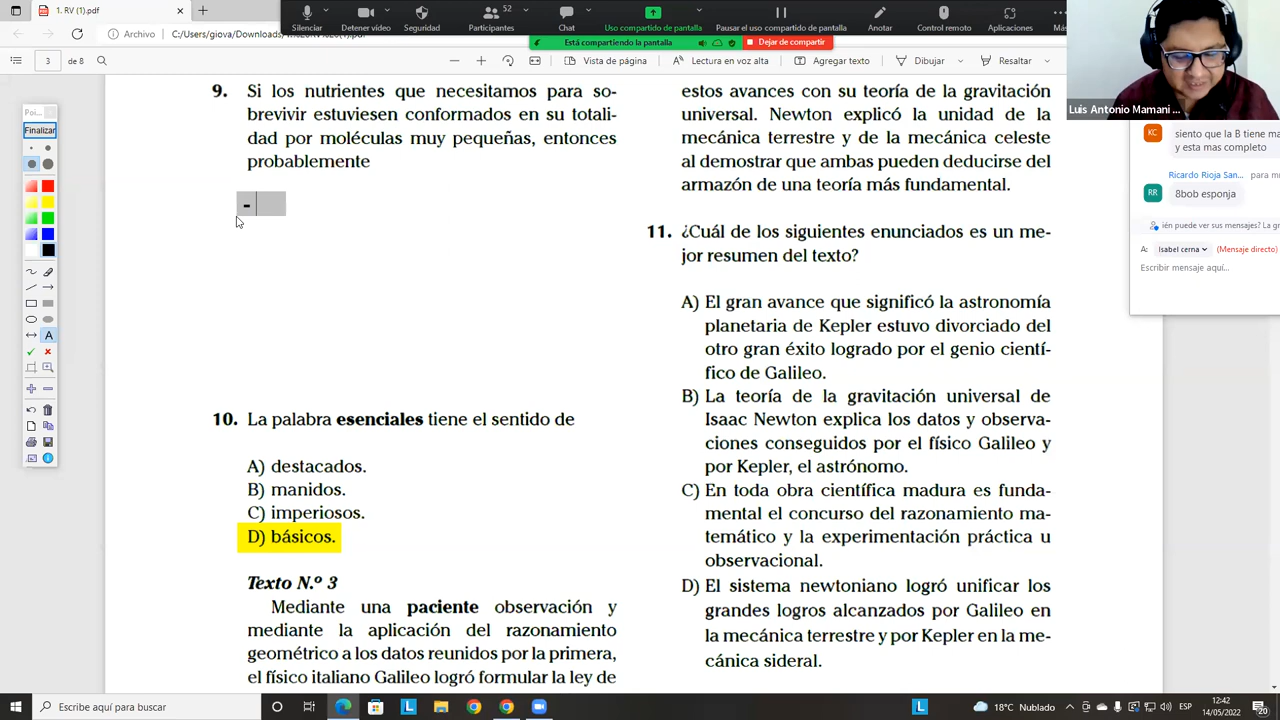 1. RV (1).pdf
Silenciar
Detener video
Seguridad
52
Participantes
Chat
Uso compartido de pantalla
Pausar el uso compartido de pantalla
Anotar
Control remoto
Aplicaciones
Está compartiendo la pantalla
Dejar de compartir
Archivo
C:/Users/giova/Downloads/
3
de 8
Vista de página
Lectura en voz alta
Agregar texto
Dibujar
Resaltar
Luis Antonio Mamani ...
Finalizar
9. Si los nutrientes que necesitamos para so-
brevivir estuviesen conformados en su totali-
dad por moléculas muy pequeñas, entonces
probablemente
-
10. La palabra esenciales tiene el sentido de
A) destacados.
B) manidos.
C) imperiosos.
D) básicos.
Texto N.º 3
Mediante una paciente observación y
mediante la aplicación del razonamiento
geométrico a los datos reunidos por la primera,
el físico italiano Galileo logró formular la ley de
estos avances con su teoría de la gravitación
universal. Newton explicó la unidad de la
mecánica terrestre y de la mecánica celeste
al demostrar que ambas pueden deducirse del
armazón de una teoría más fundamental.
11. ¿Cuál de los siguientes enunciados es un me-
jor resumen del texto?
A) El gran avance que significó la astronomía
planetaria de Kepler estuvo divorciado del
otro gran éxito logrado por el genio cientí-
fico de Galileo.
B) La teoría de la gravitación universal de
Isaac Newton explica los datos y observa-
ciones conseguidos por el físico Galileo y
por Kepler, el astrónomo.
C) En toda obra científica madura es funda-
mental el concurso del razonamiento ma-
temático y la experimentación práctica u
observacional.
D) El sistema newtoniano logró unificar los
grandes logros alcanzados por Galileo en
la mecánica terrestre y por Kepler en la me-
cánica sideral.
KC
siento que la B tiene ma
y esta mas completo
Ricardo Rioja San... para mi
RR
8bob esponja
ién puede ver sus mensajes? La gr
A: Isabel cerna (Mensaje directo)
Escribir mensaje aquí...
Escribe aquí para buscar
18°C Nublado
ESP
12:42
14/05/2022
20